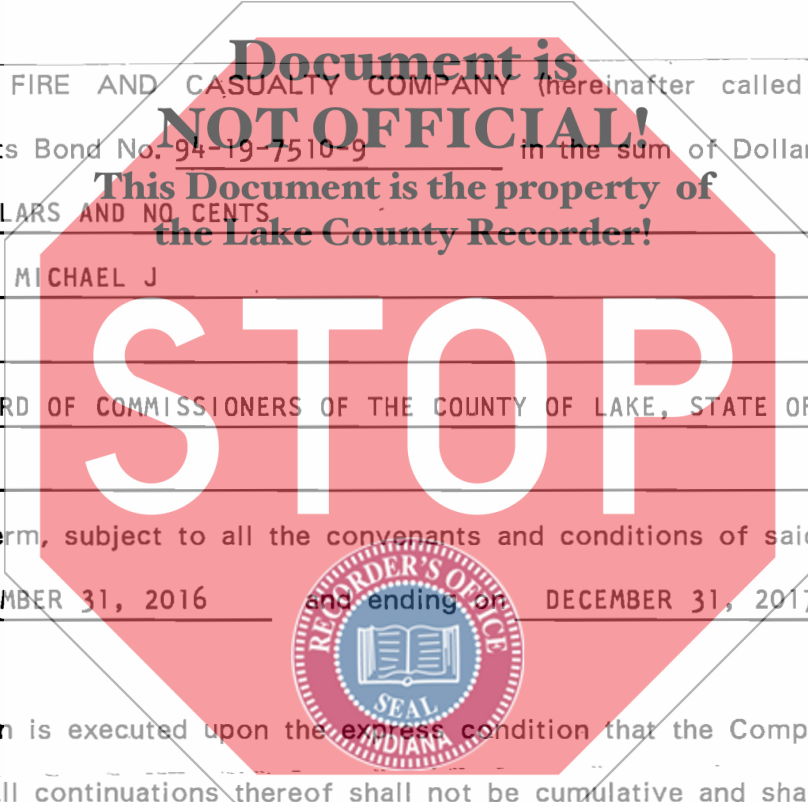 Document is
FIRE AND CASUALTY COMPANY (hereinafter called
NOT OFFICIAL!
s Bond No. 94-19-7510-9 in the sum of Dollar
This Document is the property of
LARS AND NO CENTS
the Lake County Recorder!
MICHAEL J
STOP
RD OF COMMISSIONERS OF THE COUNTY OF LAKE, STATE OF
erm, subject to all the convenants and conditions of said
RECORDER'S OFFICE
MBER 31, 2016 and ending on DECEMBER 31, 2017
SEAL
INDIANA
n is executed upon the express condition that the Comp
ll continuations thereof shall not be cumulative and sha